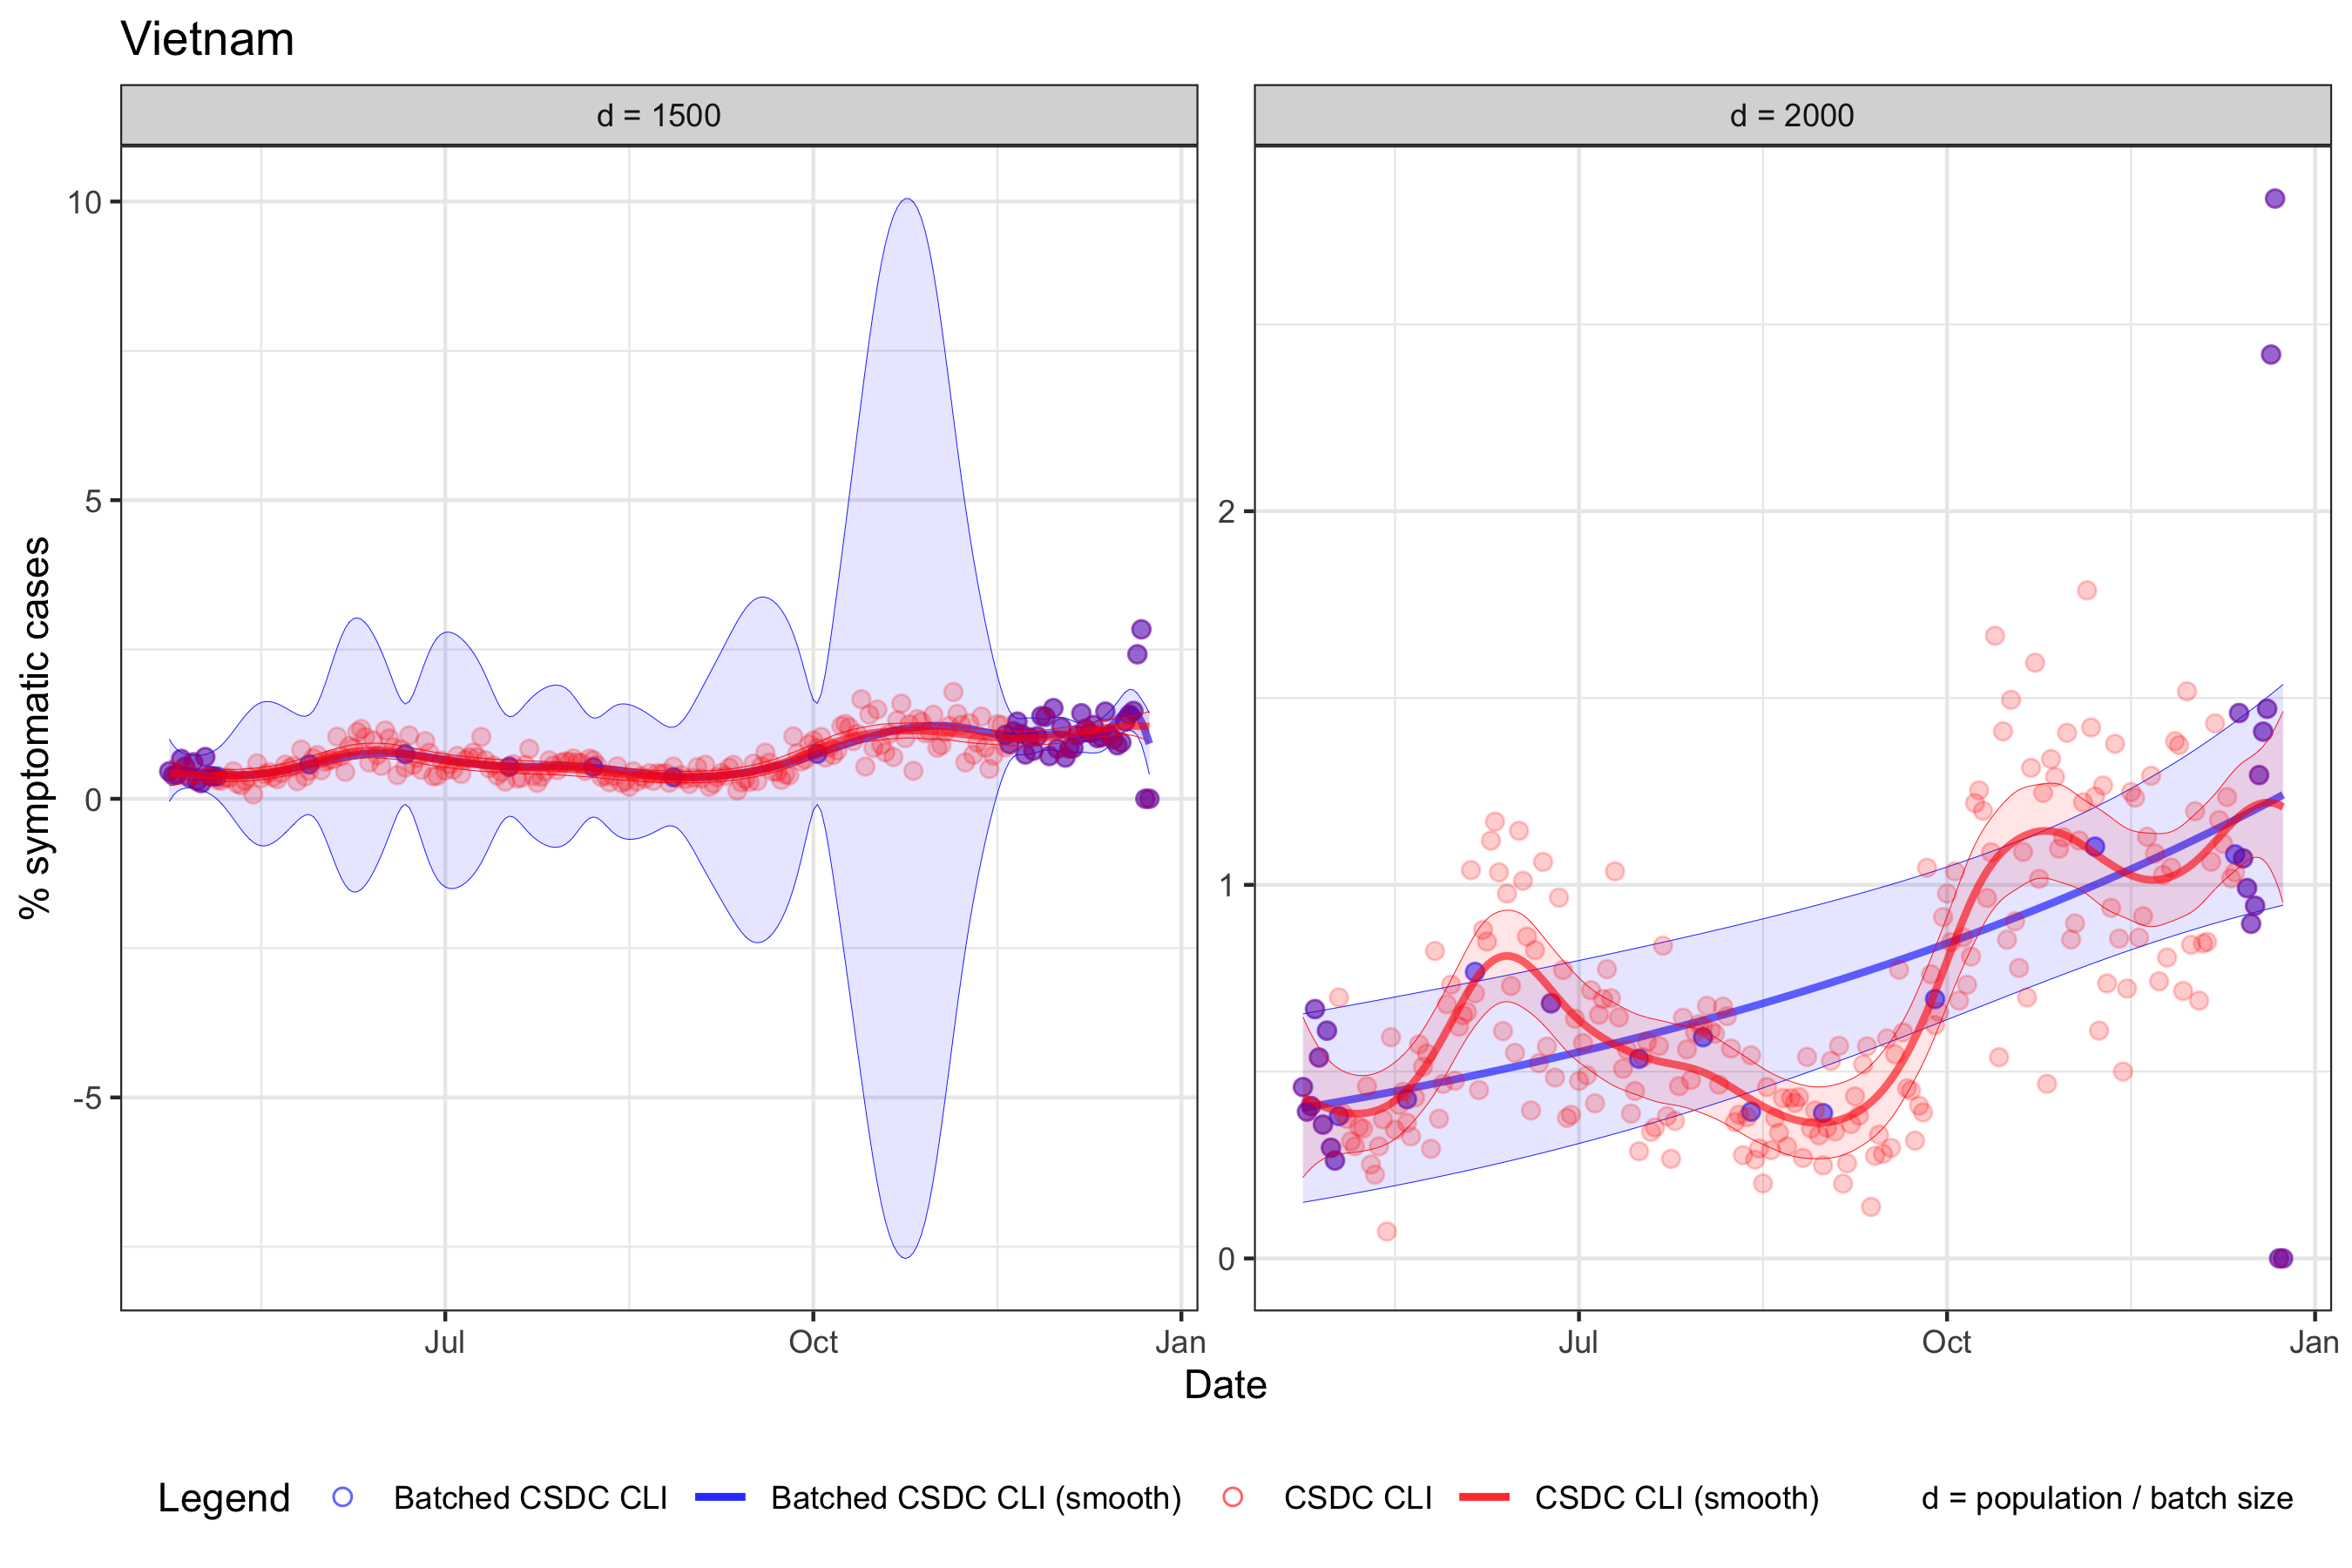 Vietnam
d = 1500
d = 2000
% symptomatic cases
10
5
0
-5
2
1
0
Jul
Oct
Jan
Jul
Oct
Jan
Date
Legend Batched CSDC CLI Batched CSDC CLI (smooth) CSDC CLI CSDC CLI (smooth) d = population / batch size